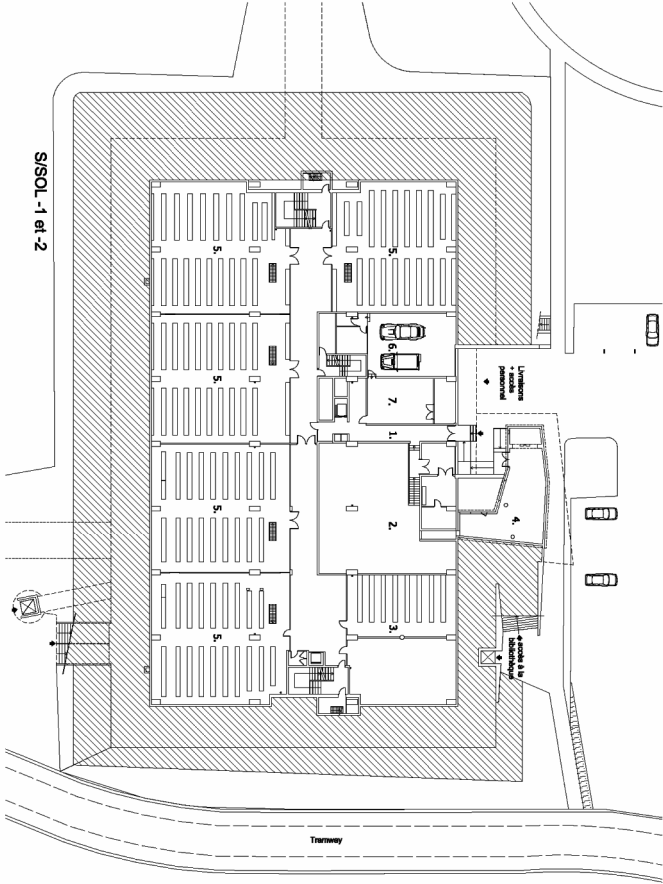 S/SOL -1 et -2
5.
5.
5.
5.
5.
6.
7.
1.
2.
3.
4.
Livraisons
+ accès
personnel
accès à la
bibliothèque
Tramway